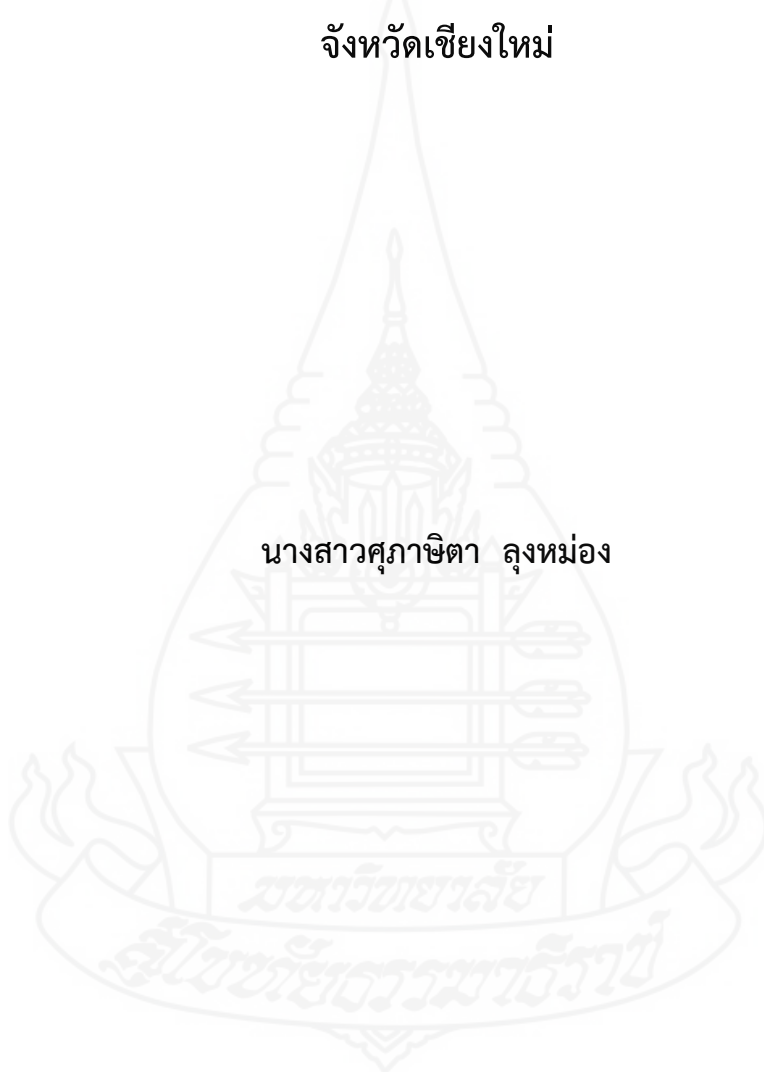 จังหวัดเชียงใหม่
นางสาวศุภาษิตา ลุงหม่อง
มหาวิทยาลัย
สุโขทัยธรรมาธิราช